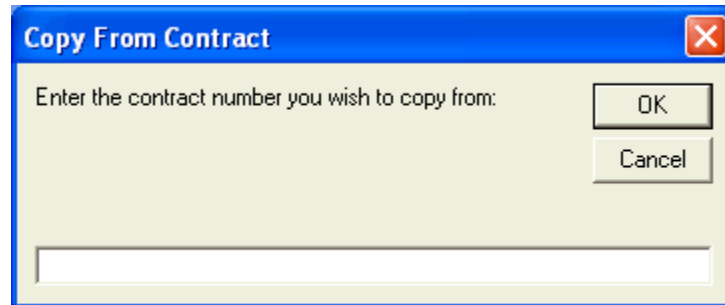 Copy From Contract
Enter the contract number you wish to copy from:
OK
Cancel